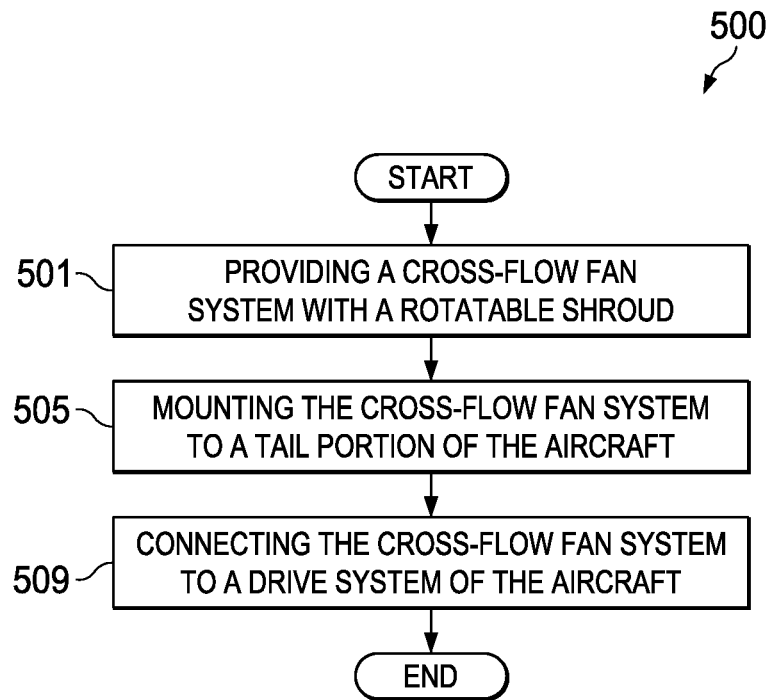 500
START
501
PROVIDING A CROSS-FLOW FAN
SYSTEM WITH A ROTATABLE SHROUD
505
MOUNTING THE CROSS-FLOW FAN SYSTEM
TO A TAIL PORTION OF THE AIRCRAFT
509
CONNECTING THE CROSS-FLOW FAN SYSTEM
TO A DRIVE SYSTEM OF THE AIRCRAFT
END